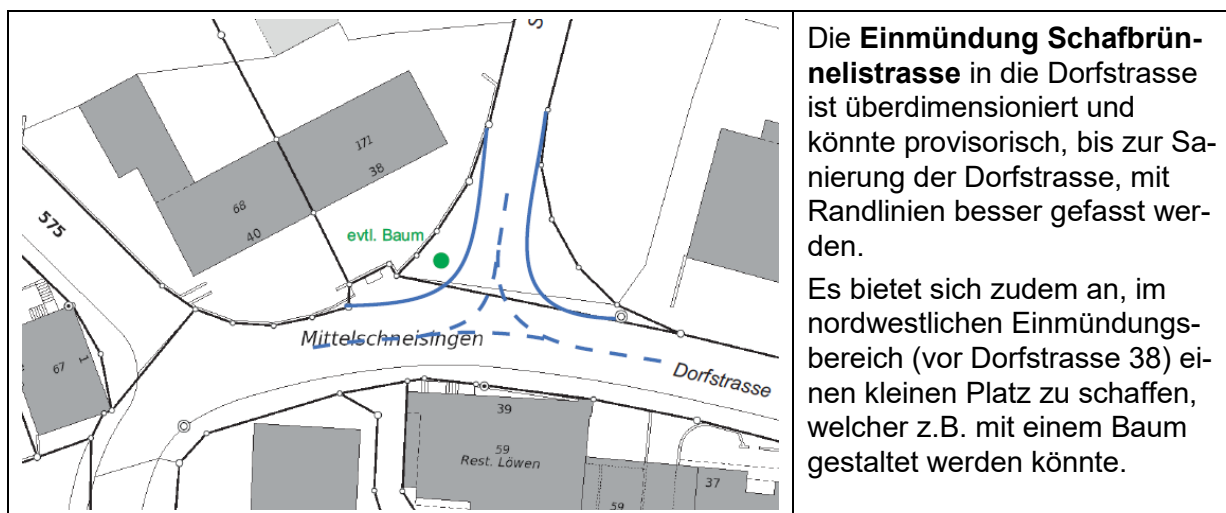 S
171
38
68
40
575
evtl. Baum
Mittelschneisingen
67
1
Dorfstrasse
39
59
Rest. Löwen
37
59
Die Einmündung Schafbrün-
nelistrasse in die Dorfstrasse
ist überdimensioniert und
könnte provisorisch, bis zur Sa-
nierung der Dorfstrasse, mit
Randlinien besser gefasst wer-
den.
Es bietet sich zudem an, im
nordwestlichen Einmündungs-
bereich (vor Dorfstrasse 38) ei-
nen kleinen Platz zu schaffen,
welcher z.B. mit einem Baum
gestaltet werden könnte.